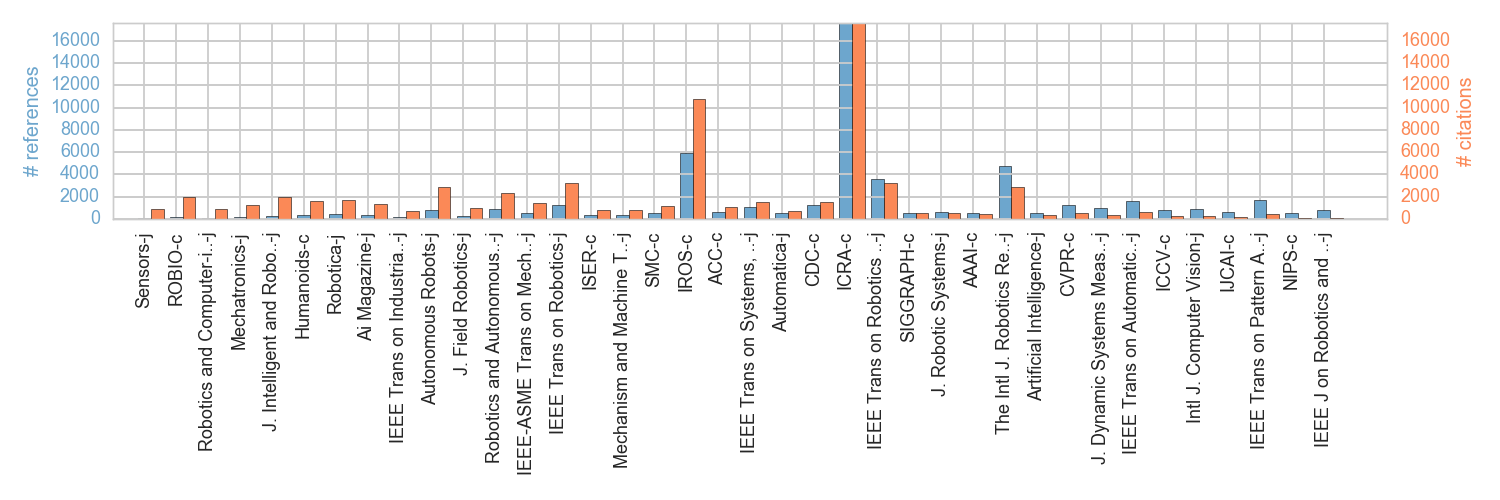 # references
16000
14000
12000
10000
8000
6000
4000
2000
0
16000
14000
12000
10000
8000
6000
4000
2000
0
# citations
Sensors-j
ROBIO-c
Robotics and Computer-i..-j
Mechatronics-j
J. Intelligent and Robo..-j
Humanoids-c
Robotica-j
Ai Magazine-j
IEEE Trans on Industria..-j
Autonomous Robots-j
J. Field Robotics-j
Robotics and Autonomous..-j
IEEE-ASME Trans on Mech..-j
IEEE Trans on Robotics-j
ISER-c
Mechanism and Machine T..-j
SMC-c
IROS-c
ACC-c
IEEE Trans on Systems, ..-j
Automatica-j
CDC-c
ICRA-c
IEEE Trans on Robotics ..-j
SIGGRAPH-c
J. Robotic Systems-j
AAAI-c
The Intl J. Robotics Re..-j
Artificial Intelligence-j
CVPR-c
J. Dynamic Systems Meas..-j
IEEE Trans on Automatic..-j
ICCV-c
Intl J. Computer Vision-j
IJCAI-c
IEEE Trans on Pattern A..-j
NIPS-c
IEEE J on Robotics and ..-j